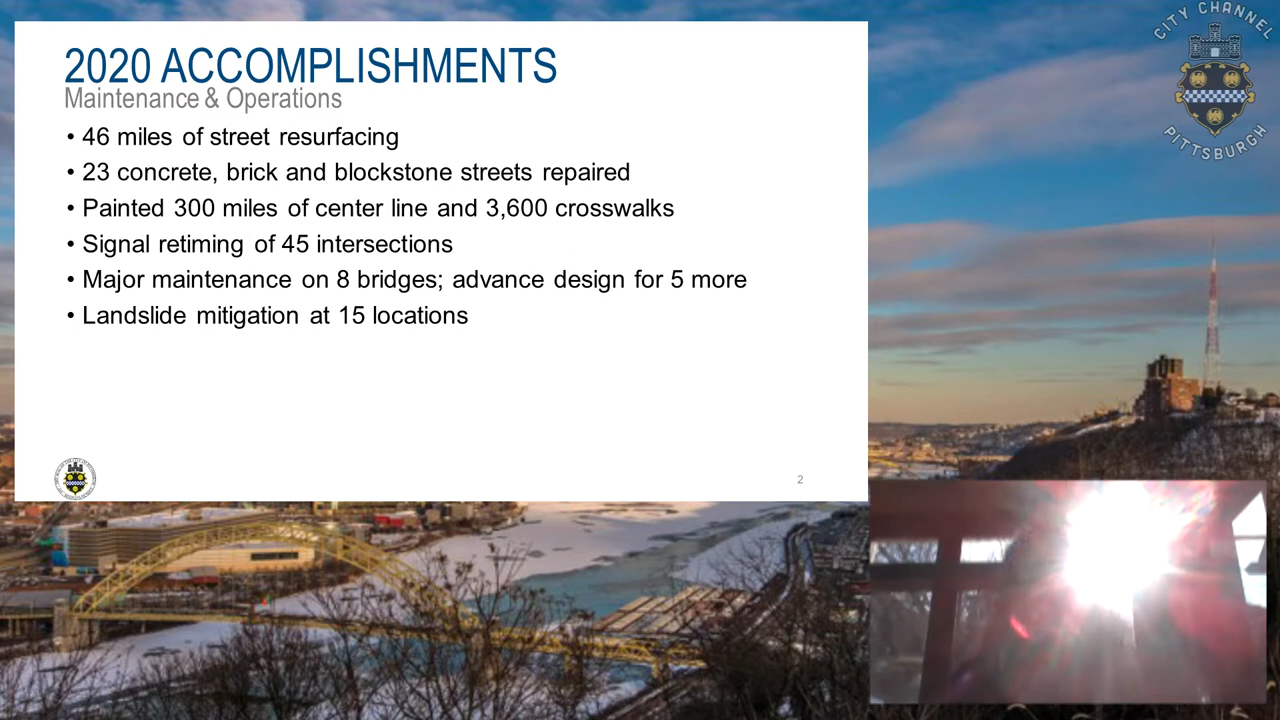 2020 ACCOMPLISHMENTS
Maintenance & Operations
• 46 miles of street resurfacing
• 23 concrete, brick and blockstone streets repaired
• Painted 300 miles of center line and 3,600 crosswalks
• Signal retiming of 45 intersections
• Major maintenance on 8 bridges; advance design for 5 more
• Landslide mitigation at 15 locations
2
CITY CHANNEL
PITTSBURGH